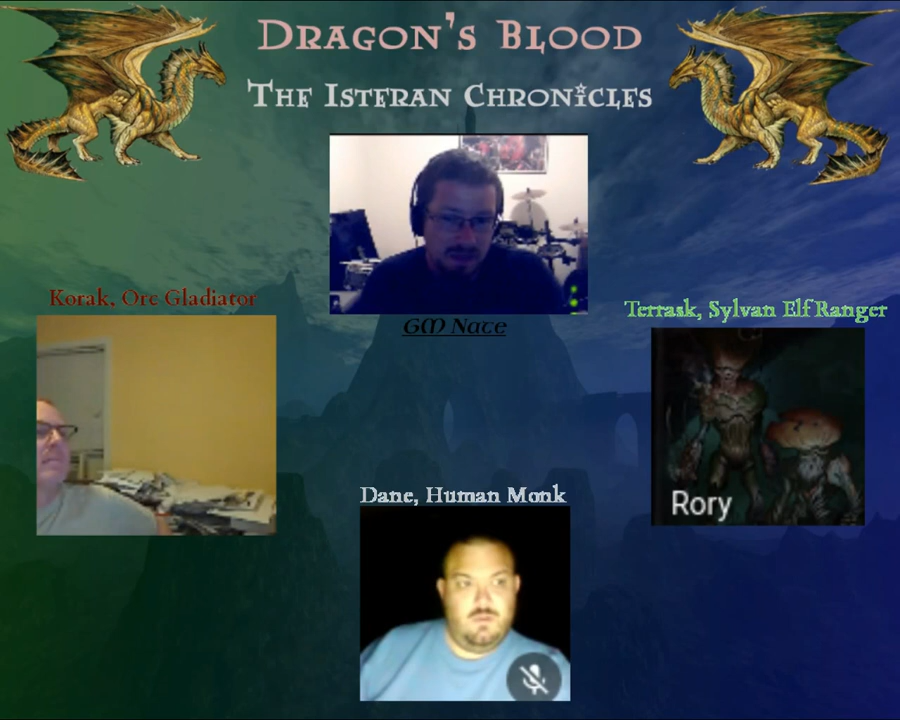 Dragon's Blood
The Isteran Chronicles
GM Nate
Korak, Orc Gladiator
Terrask, Sylvan Elf Ranger
Rory
Dane, Human Monk